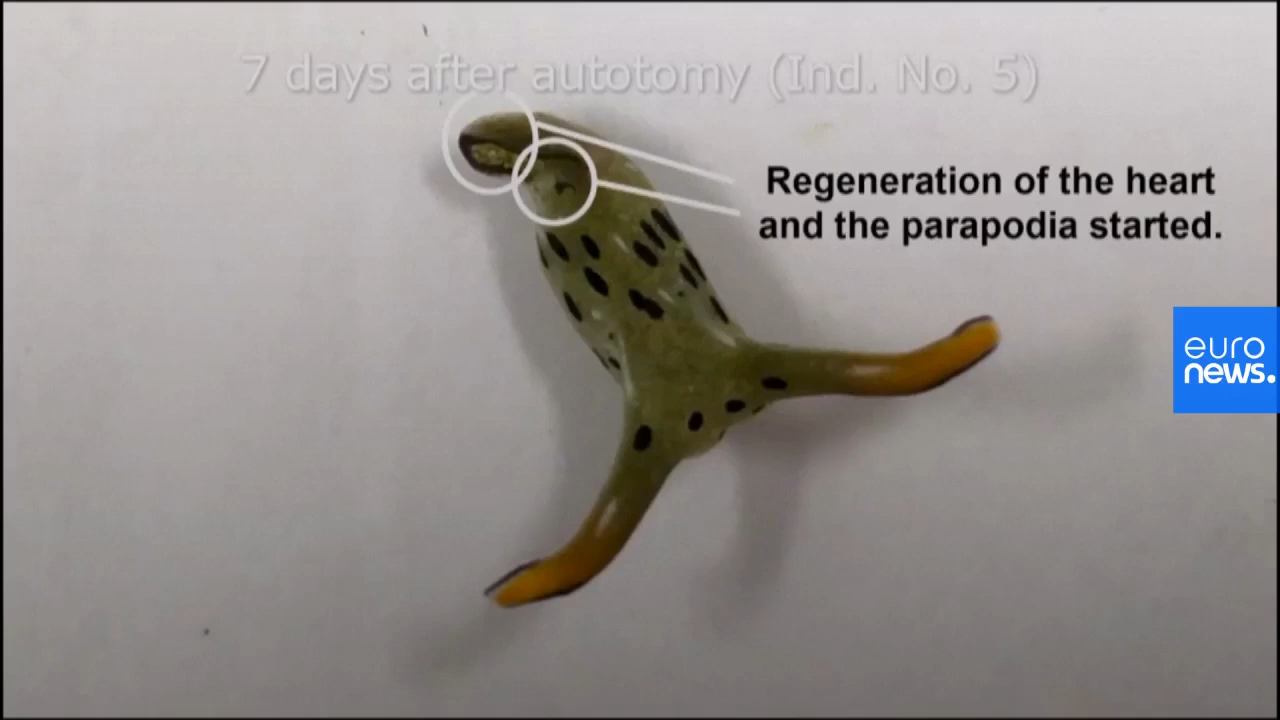 7 days after autotomy (Ind. No. 5)
Regeneration of the heart
and the parapodia started.
euro
news.